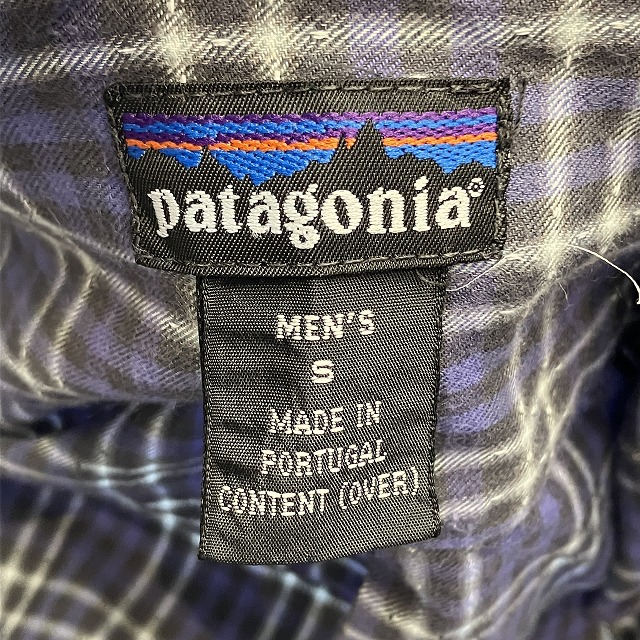 patagonia®
MEN'S
S
MADE IN
PORTUGAL
CONTENT (OVER)